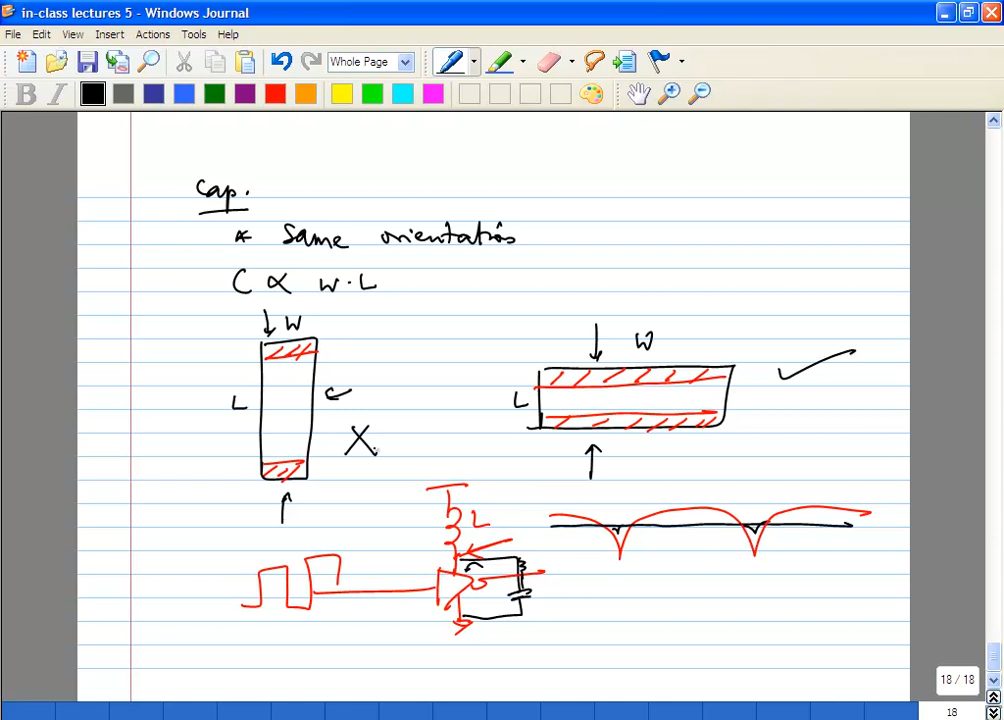 in-class lectures 5 - Windows Journal
File Edit View Insert Actions Tools Help
Whole Page
B I
Cap.
* Same orientation
C ∝ W·L
W
L
X
W
L
L
18 / 18
18